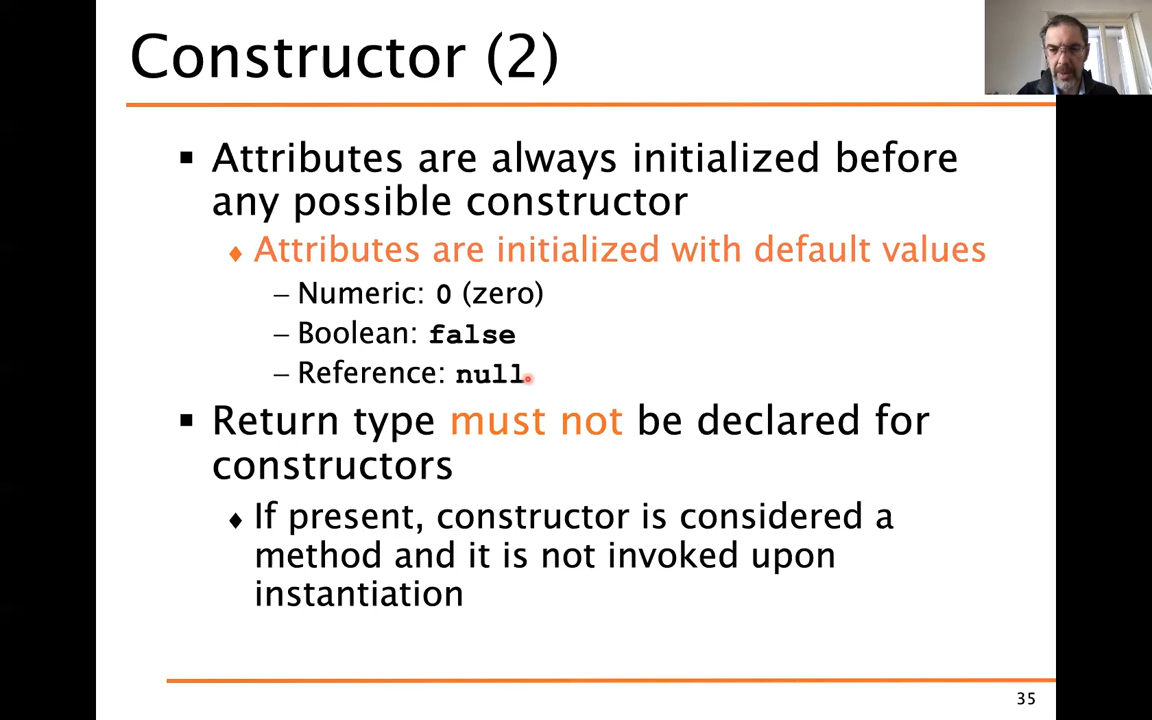 Constructor (2)
▪ Attributes are always initialized before
any possible constructor
♦ Attributes are initialized with default values
– Numeric: 0 (zero)
– Boolean: false
– Reference: null
▪ Return type must not be declared for
constructors
♦ If present, constructor is considered a
method and it is not invoked upon
instantiation
35